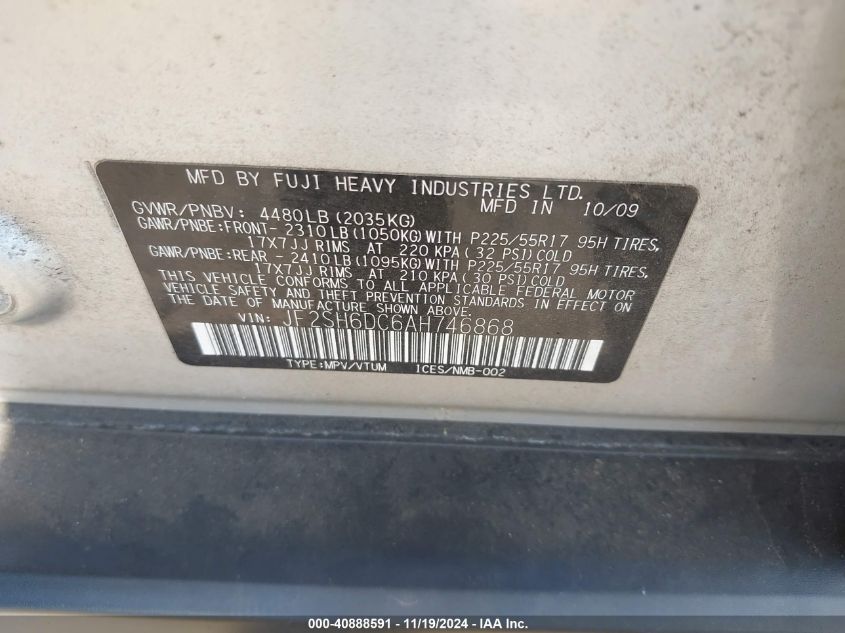 MFD BY FUJI HEAVY INDUSTRIES LTD.
MFD IN 10/09
GVWR/PNBV: 4480LB(2035KG)
GAWR/PNBE:FRONT- 2310LB(1050KG)WITH P225/55R17 95H TIRES,
17X7JJ RIMS AT 220 KPA( 32 PSI)COLD
GAWR/PNBE:REAR - 2410LB(1095KG)WITH P225/55R17 95H TIRES,
17X7JJ RIMS AT 210 KPA( 30 PSI)COLD
THIS VEHICLE CONFORMS TO ALL APPLICABLE FEDERAL MOTOR
VEHICLE SAFETY AND THEFT PREVENTION STANDARDS IN EFFECT ON
THE DATE OF MANUFACTURE SHOWN ABOVE.
VIN: JF2SH6DC6AH746868
TYPE:MPV/VTUM ICES/NMB-002
000-40888591 - 11/19/2024 - IAA Inc.